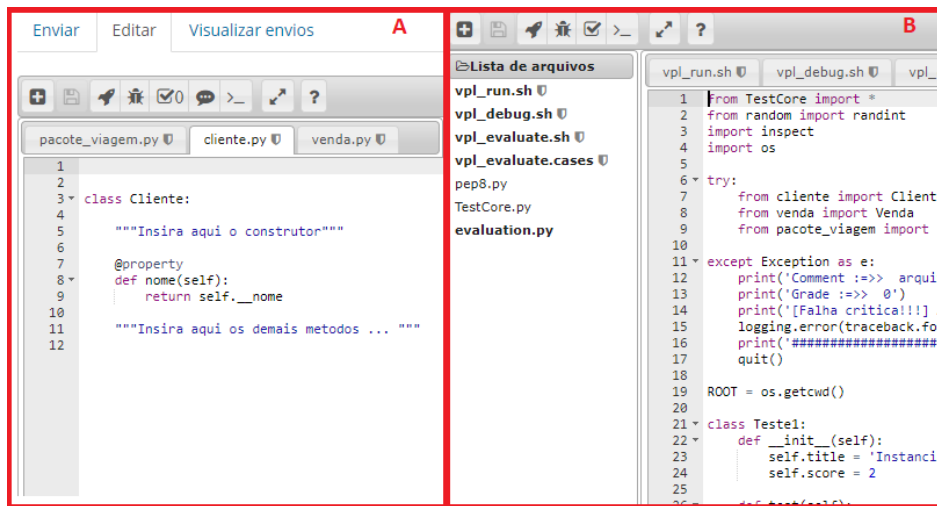 Enviar Editar Visualizar envios A
0 >_ ?
pacote_viagem.py cliente.py venda.py
1
2
3 class Cliente:
4
5 """Insira aqui o construtor"""
6
7 @property
8 def nome(self):
9 return self.__nome
10
11 """Insira aqui os demais metodos ... """
12
>_ ? B
Lista de arquivos
vpl_run.sh
vpl_debug.sh
vpl_evaluate.sh
vpl_evaluate.cases
pep8.py
TestCore.py
evaluation.py
vpl_run.sh vpl_debug.sh vpl_
1 from TestCore import *
2 from random import randint
3 import inspect
4 import os
5
6 try:
7 from cliente import Client
8 from venda import Venda
9 from pacote_viagem import
10
11 except Exception as e:
12 print('Comment :=>> arqui
13 print('Grade :=>> 0')
14 print('[Falha critica!!!]
15 logging.error(traceback.fo
16 print('####################
17 quit()
18
19 ROOT = os.getcwd()
20
21 class Teste1:
22 def __init__(self):
23 self.title = 'Instanci
24 self.score = 2
25
26 def test(self):